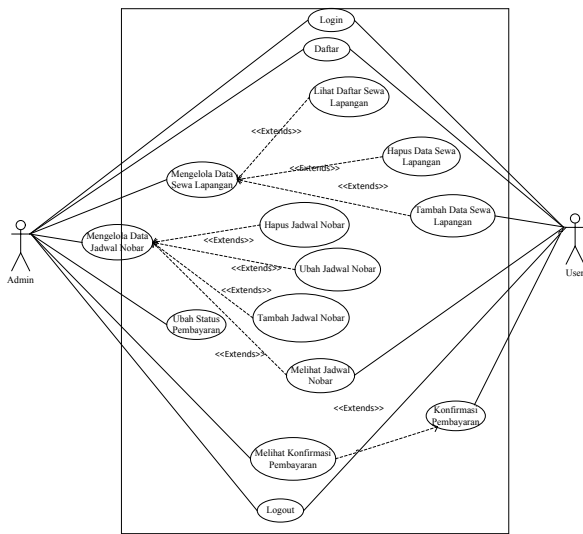 Login
Daftar
Lihat Daftar Sewa
Lapangan
<<Extends>>
Hapus Data Sewa
Lapangan
<<Extends>>
Mengelola Data
Sewa Lapangan
<<Extends>>
Tambah Data Sewa
Lapangan
Hapus Jadwal Nobar
Mengelola Data
Jadwal Nobar
<<Extends>>
Admin
User
<<Extends>>
Ubah Jadwal Nobar
<<Extends>>
Tambah Jadwal Nobar
Ubah Status
Pembayaran
<<Extends>>
Melihat Jadwal
Nobar
<<Extends>>
Konfirmasi
Pembayaran
Melihat Konfirmasi
Pembayaran
Logout